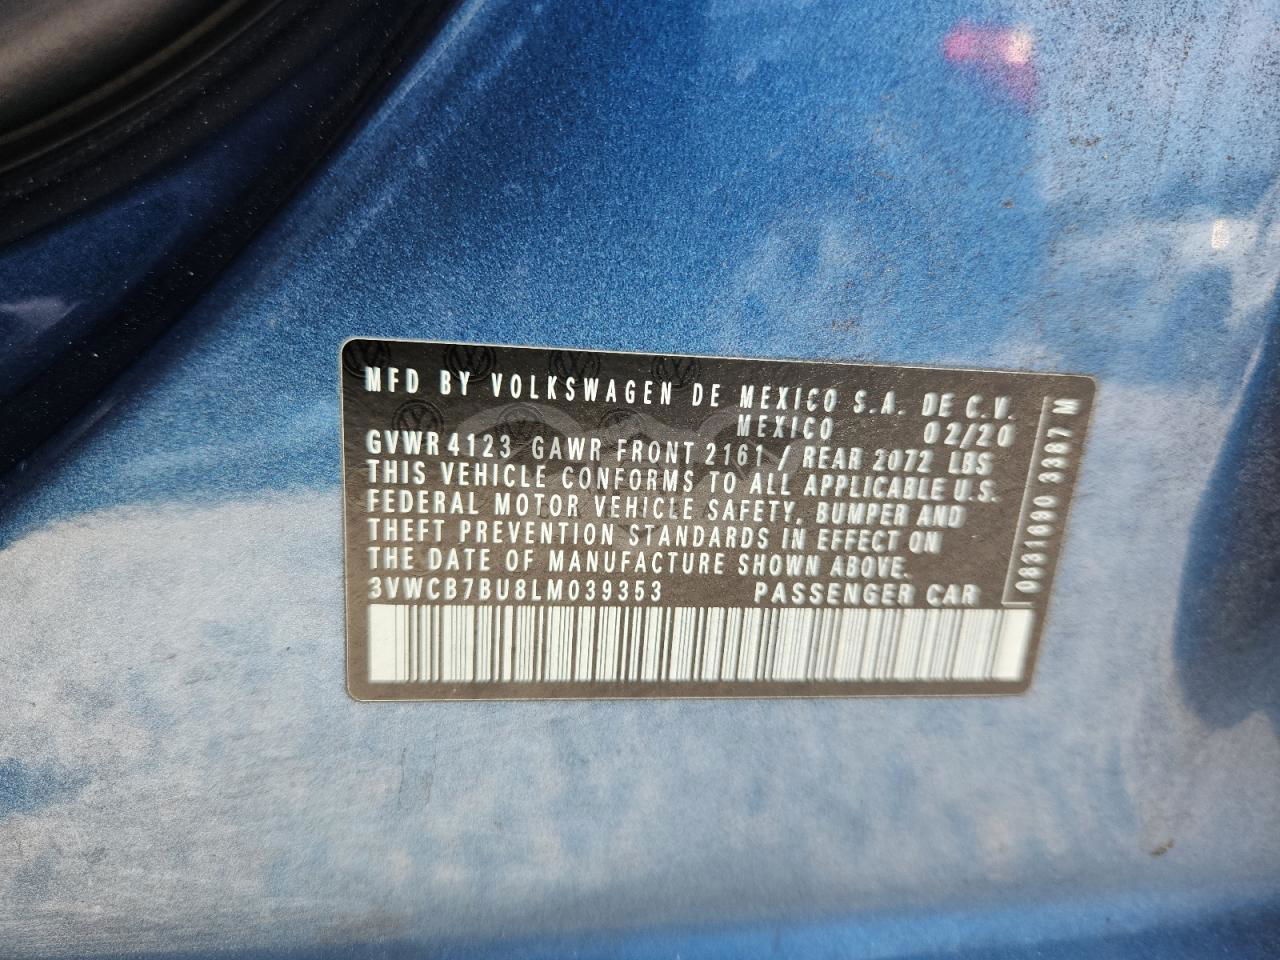 MFD BY VOLKSWAGEN DE MEXICO S.A. DE C.V.
MEXICO 02/20
GVWR 4123 GAWR FRONT 2161 / REAR 2072 LBS
THIS VEHICLE CONFORMS TO ALL APPLICABLE U.S.
FEDERAL MOTOR VEHICLE SAFETY, BUMPER AND
THEFT PREVENTION STANDARDS IN EFFECT ON
THE DATE OF MANUFACTURE SHOWN ABOVE.
3VWCB7BU8LM039353 PASSENGER CAR
0831690 3387 M